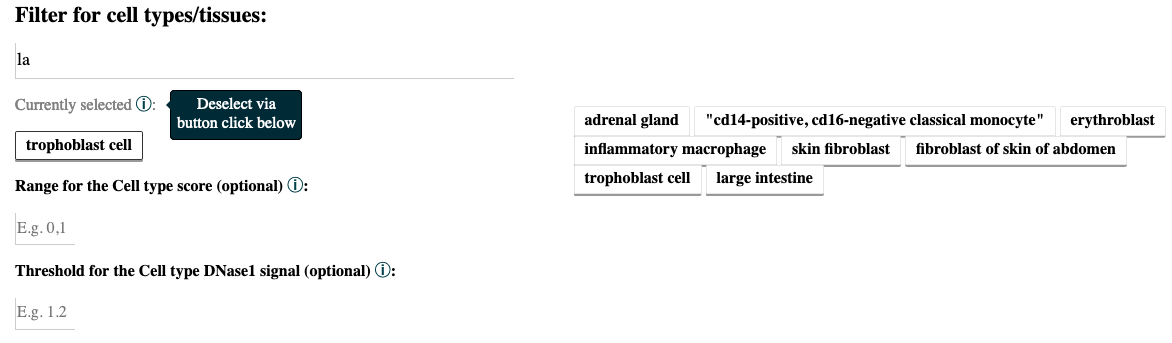 Filter for cell types/tissues:
la
Currently selected ⓘ:
Deselect via
button click below
trophoblast cell
Range for the Cell type score (optional) ⓘ:
E.g. 0,1
Threshold for the Cell type DNase1 signal (optional) ⓘ:
E.g. 1.2
adrenal gland "cd14-positive, cd16-negative classical monocyte" erythroblast
inflammatory macrophage skin fibroblast fibroblast of skin of abdomen
trophoblast cell large intestine